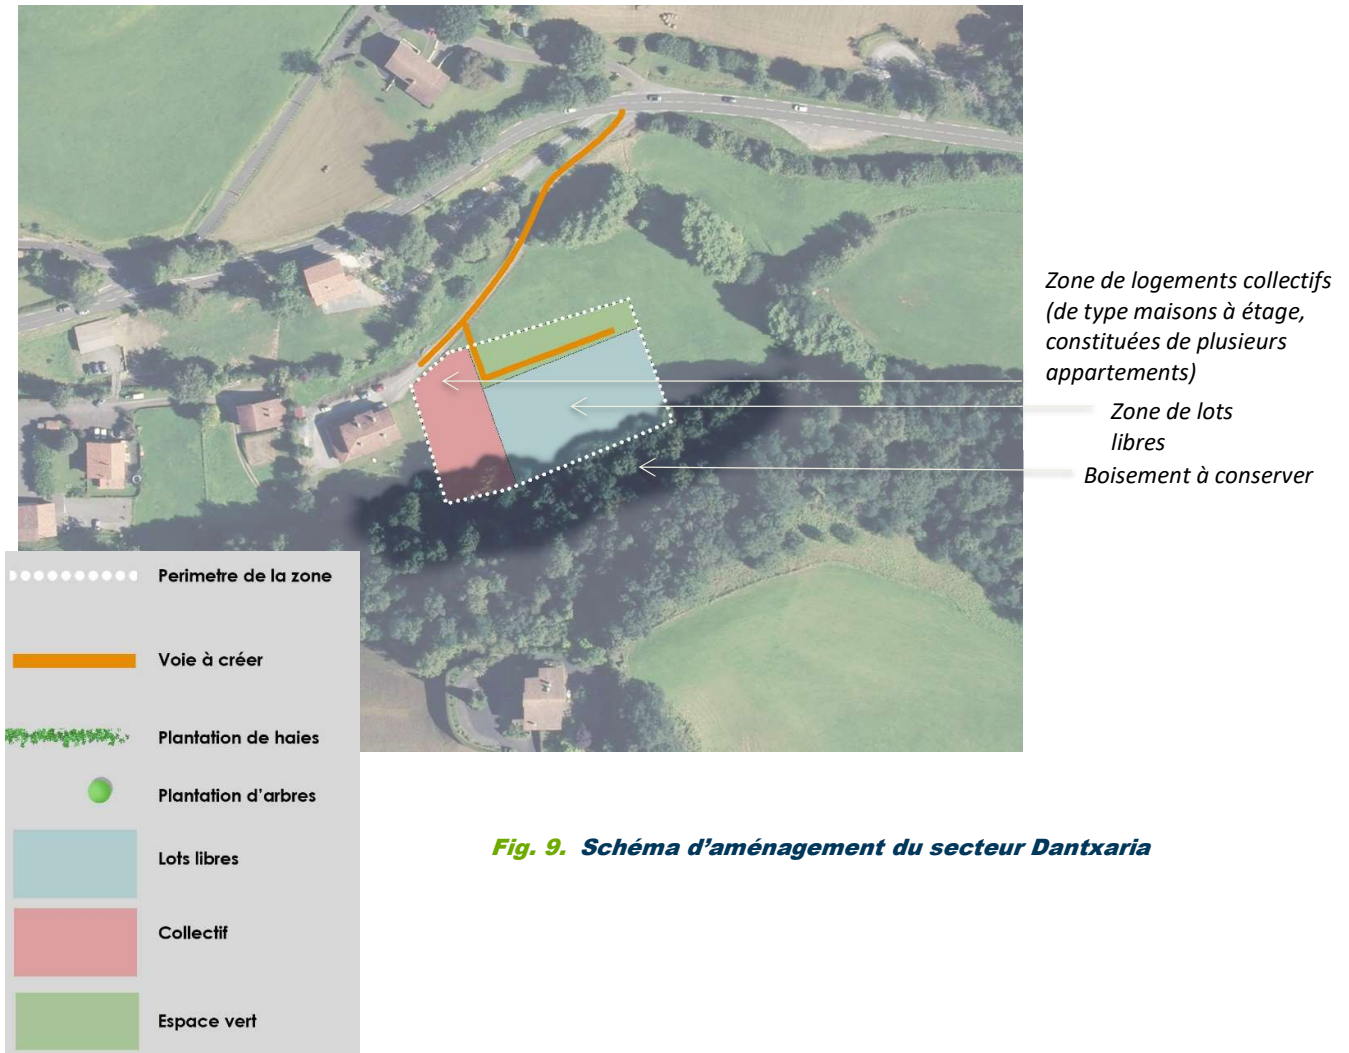 Zone de logements collectifs
(de type maisons à étage,
constituées de plusieurs
appartements)
Zone de lots
libres
Boisement à conserver
Perimetre de la zone
Voie à créer
Plantation de haies
Plantation d'arbres
Lots libres
Collectif
Espace vert
Fig. 9. Schéma d'aménagement du secteur Dantxaria